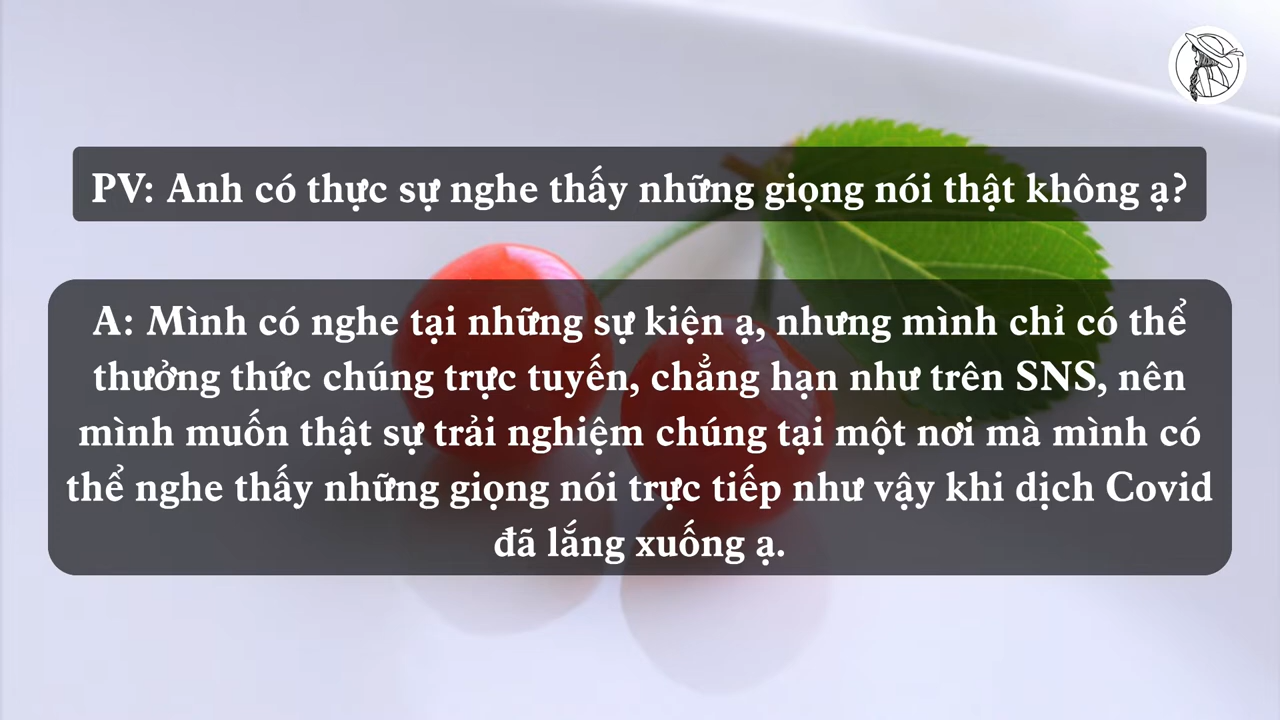 PV: Anh có thực sự nghe thấy những giọng nói thật không ạ?
A: Mình có nghe tại những sự kiện ạ, nhưng mình chỉ có thể
thưởng thức chúng trực tuyến, chẳng hạn như trên SNS, nên
mình muốn thật sự trải nghiệm chúng tại một nơi mà mình có
thể nghe thấy những giọng nói trực tiếp như vậy khi dịch Covid
đã lắng xuống ạ.